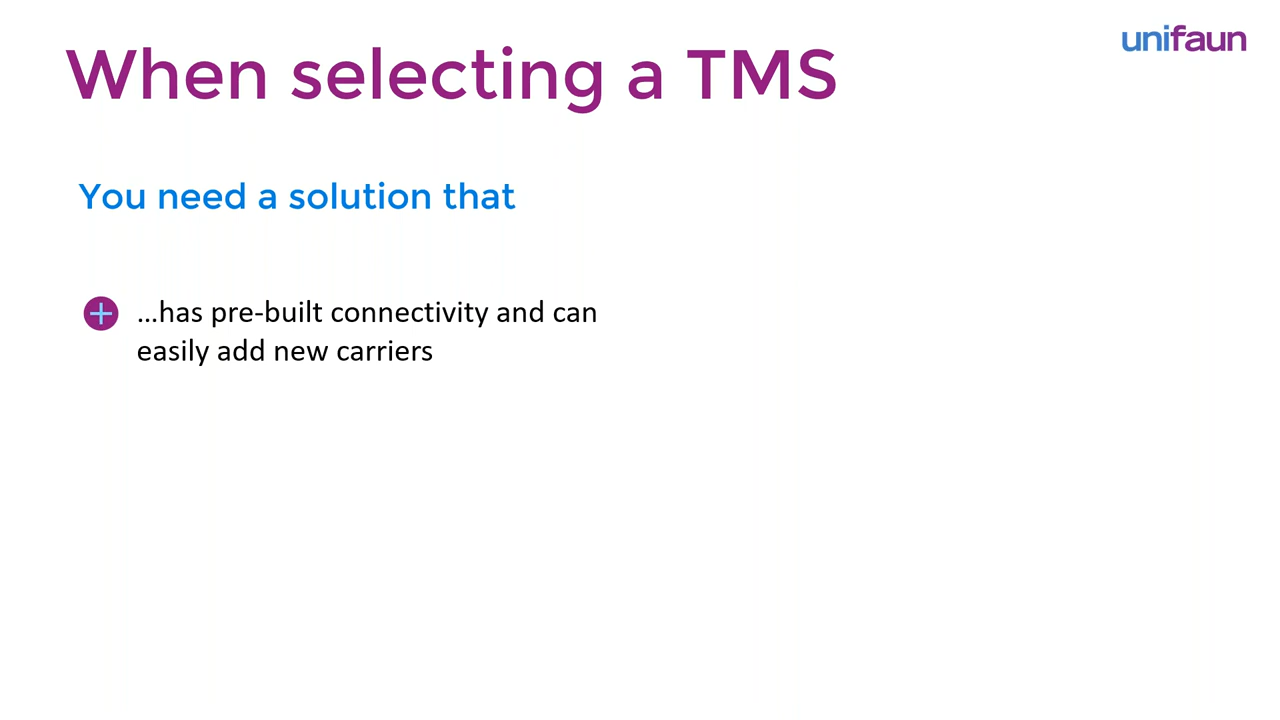 unifaun
When selecting a TMS
You need a solution that
...has pre-built connectivity and can
easily add new carriers